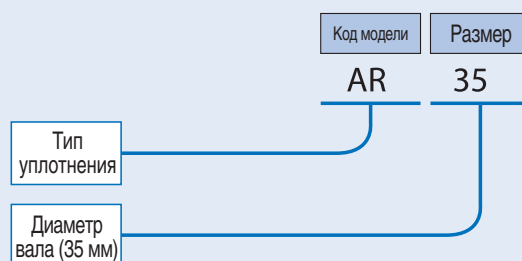 Код модели Размер
AR 35
Тип
уплотнения
Диаметр
вала (35 мм)